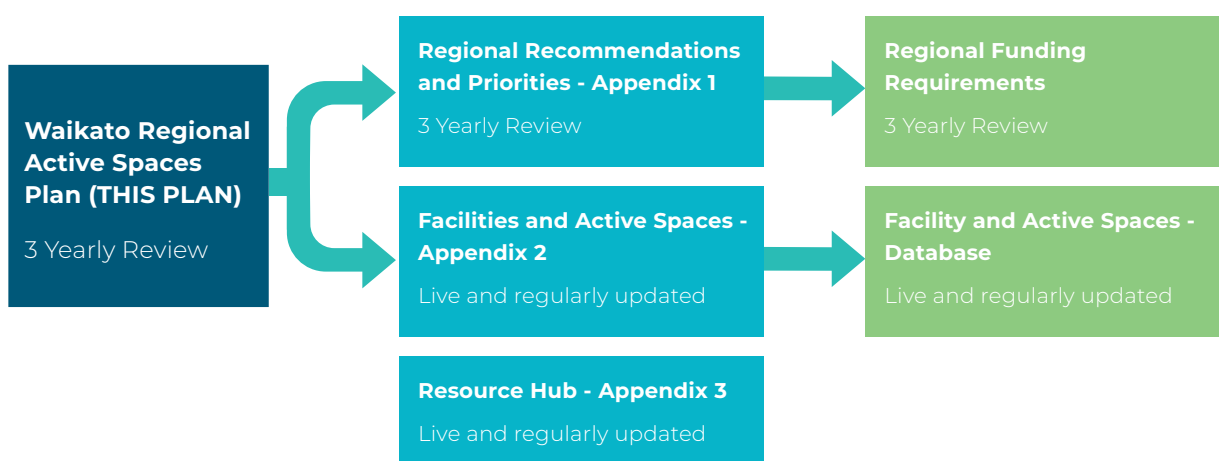 Waikato Regional
Active Spaces
Plan (THIS PLAN)
3 Yearly Review
Regional Recommendations
and Priorities - Appendix 1
3 Yearly Review
Regional Funding
Requirements
3 Yearly Review
Facilities and Active Spaces -
Appendix 2
Live and regularly updated
Facility and Active Spaces -
Database
Live and regularly updated
Resource Hub - Appendix 3
Live and regularly updated